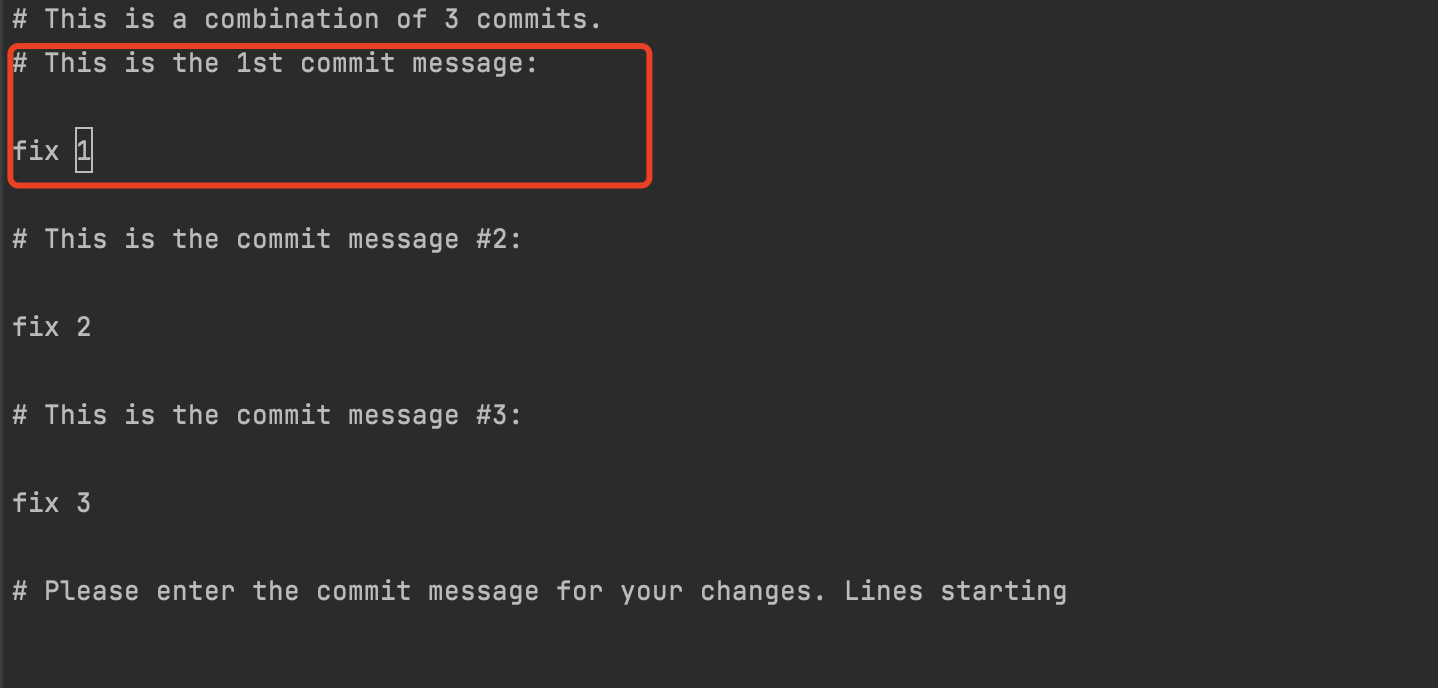 # This is a combination of 3 commits.
# This is the 1st commit message:
fix 1
# This is the commit message #2:
fix 2
# This is the commit message #3:
fix 3
# Please enter the commit message for your changes. Lines starting